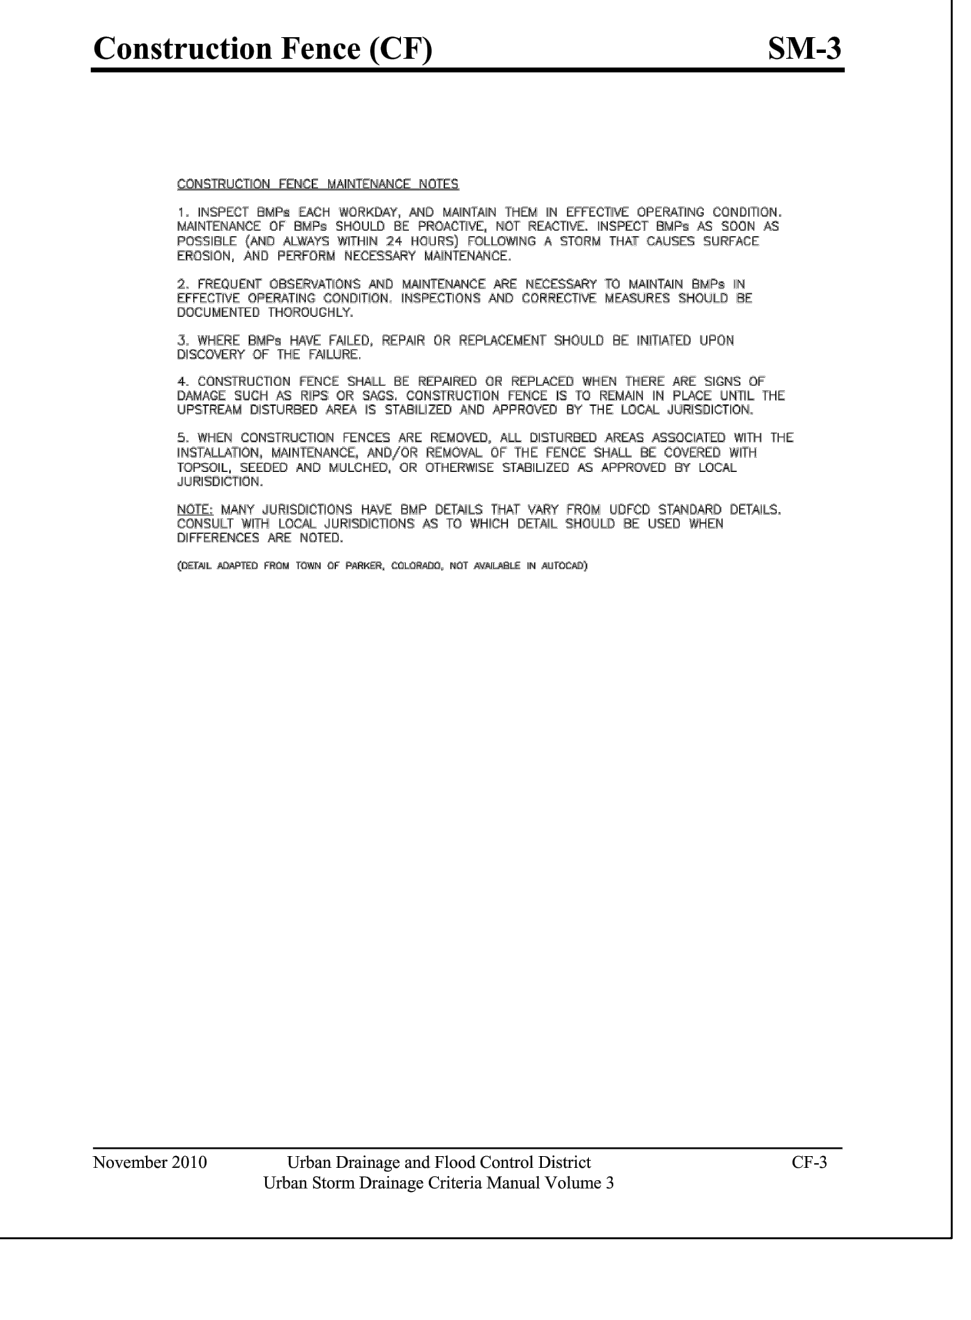 Construction Fence (CF) SM-3
CONSTRUCTION FENCE MAINTENANCE NOTES
1. INSPECT BMPs EACH WORKDAY, AND MAINTAIN THEM IN EFFECTIVE OPERATING CONDITION.
MAINTENANCE OF BMPs SHOULD BE PROACTIVE, NOT REACTIVE. INSPECT BMPs AS SOON AS
POSSIBLE (AND ALWAYS WITHIN 24 HOURS) FOLLOWING A STORM THAT CAUSES SURFACE
EROSION, AND PERFORM NECESSARY MAINTENANCE.
2. FREQUENT OBSERVATIONS AND MAINTENANCE ARE NECESSARY TO MAINTAIN BMPs IN
EFFECTIVE OPERATING CONDITION. INSPECTIONS AND CORRECTIVE MEASURES SHOULD BE
DOCUMENTED THOROUGHLY.
3. WHERE BMPs HAVE FAILED, REPAIR OR REPLACEMENT SHOULD BE INITIATED UPON
DISCOVERY OF THE FAILURE.
4. CONSTRUCTION FENCE SHALL BE REPAIRED OR REPLACED WHEN THERE ARE SIGNS OF
DAMAGE SUCH AS RIPS OR SAGS. CONSTRUCTION FENCE IS TO REMAIN IN PLACE UNTIL THE
UPSTREAM DISTURBED AREA IS STABILIZED AND APPROVED BY THE LOCAL JURISDICTION.
5. WHEN CONSTRUCTION FENCES ARE REMOVED, ALL DISTURBED AREAS ASSOCIATED WITH THE
INSTALLATION, MAINTENANCE, AND/OR REMOVAL OF THE FENCE SHALL BE COVERED WITH
TOPSOIL, SEEDED AND MULCHED, OR OTHERWISE STABILIZED AS APPROVED BY LOCAL
JURISDICTION.
NOTE: MANY JURISDICTIONS HAVE BMP DETAILS THAT VARY FROM UDFCD STANDARD DETAILS.
CONSULT WITH LOCAL JURISDICTIONS AS TO WHICH DETAIL SHOULD BE USED WHEN
DIFFERENCES ARE NOTED.
(DETAIL ADAPTED FROM TOWN OF PARKER, COLORADO, NOT AVAILABLE IN AUTOCAD)
November 2010 Urban Drainage and Flood Control District CF-3
Urban Storm Drainage Criteria Manual Volume 3